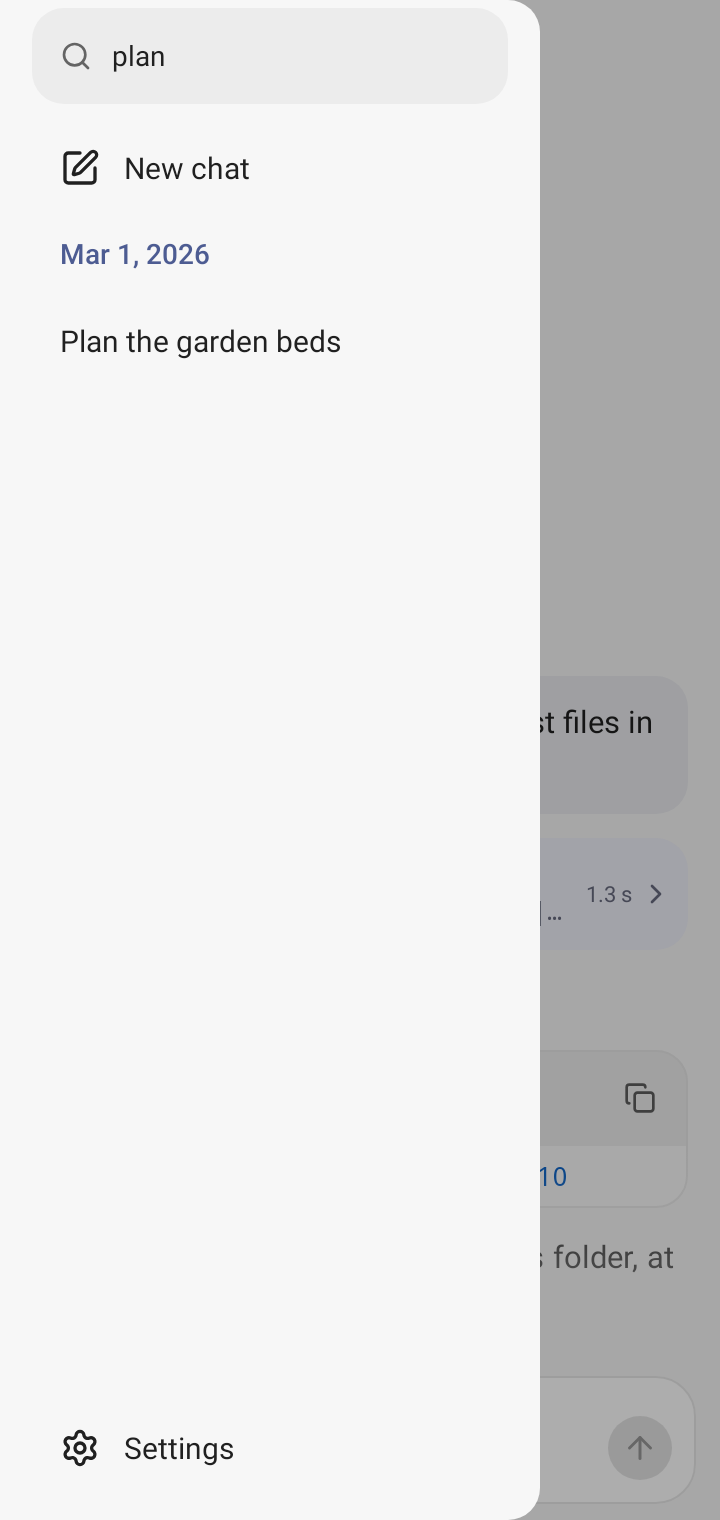 plan
New chat
Mar 1, 2026
Plan the garden beds
st files in
1.3 s
…
10
folder, at
Settings